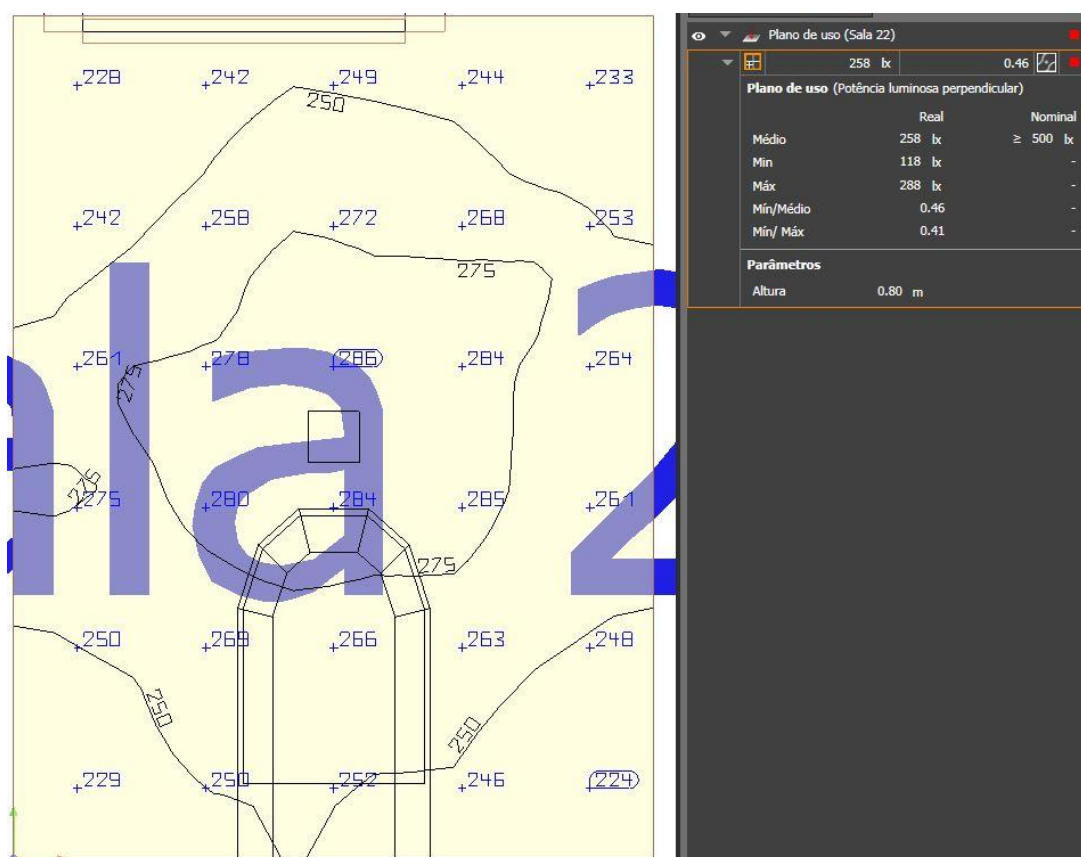 228 242 249 244 233
250
242 258 272 268 253
275
261 278 286 284 264
275
ala 2
275
275 280 284 285 261
275
250 269 266 263 248
250
250
229 250 252 246 224
Plano de uso (Sala 22)
258 lx 0.46
Plano de uso (Potência luminosa perpendicular)
Real Nominal
Médio 258 lx ≥ 500 lx
Min 118 lx -
Máx 288 lx -
Mín/Médio 0.46 -
Mín/ Máx 0.41 -
Parâmetros
Altura 0.80 m